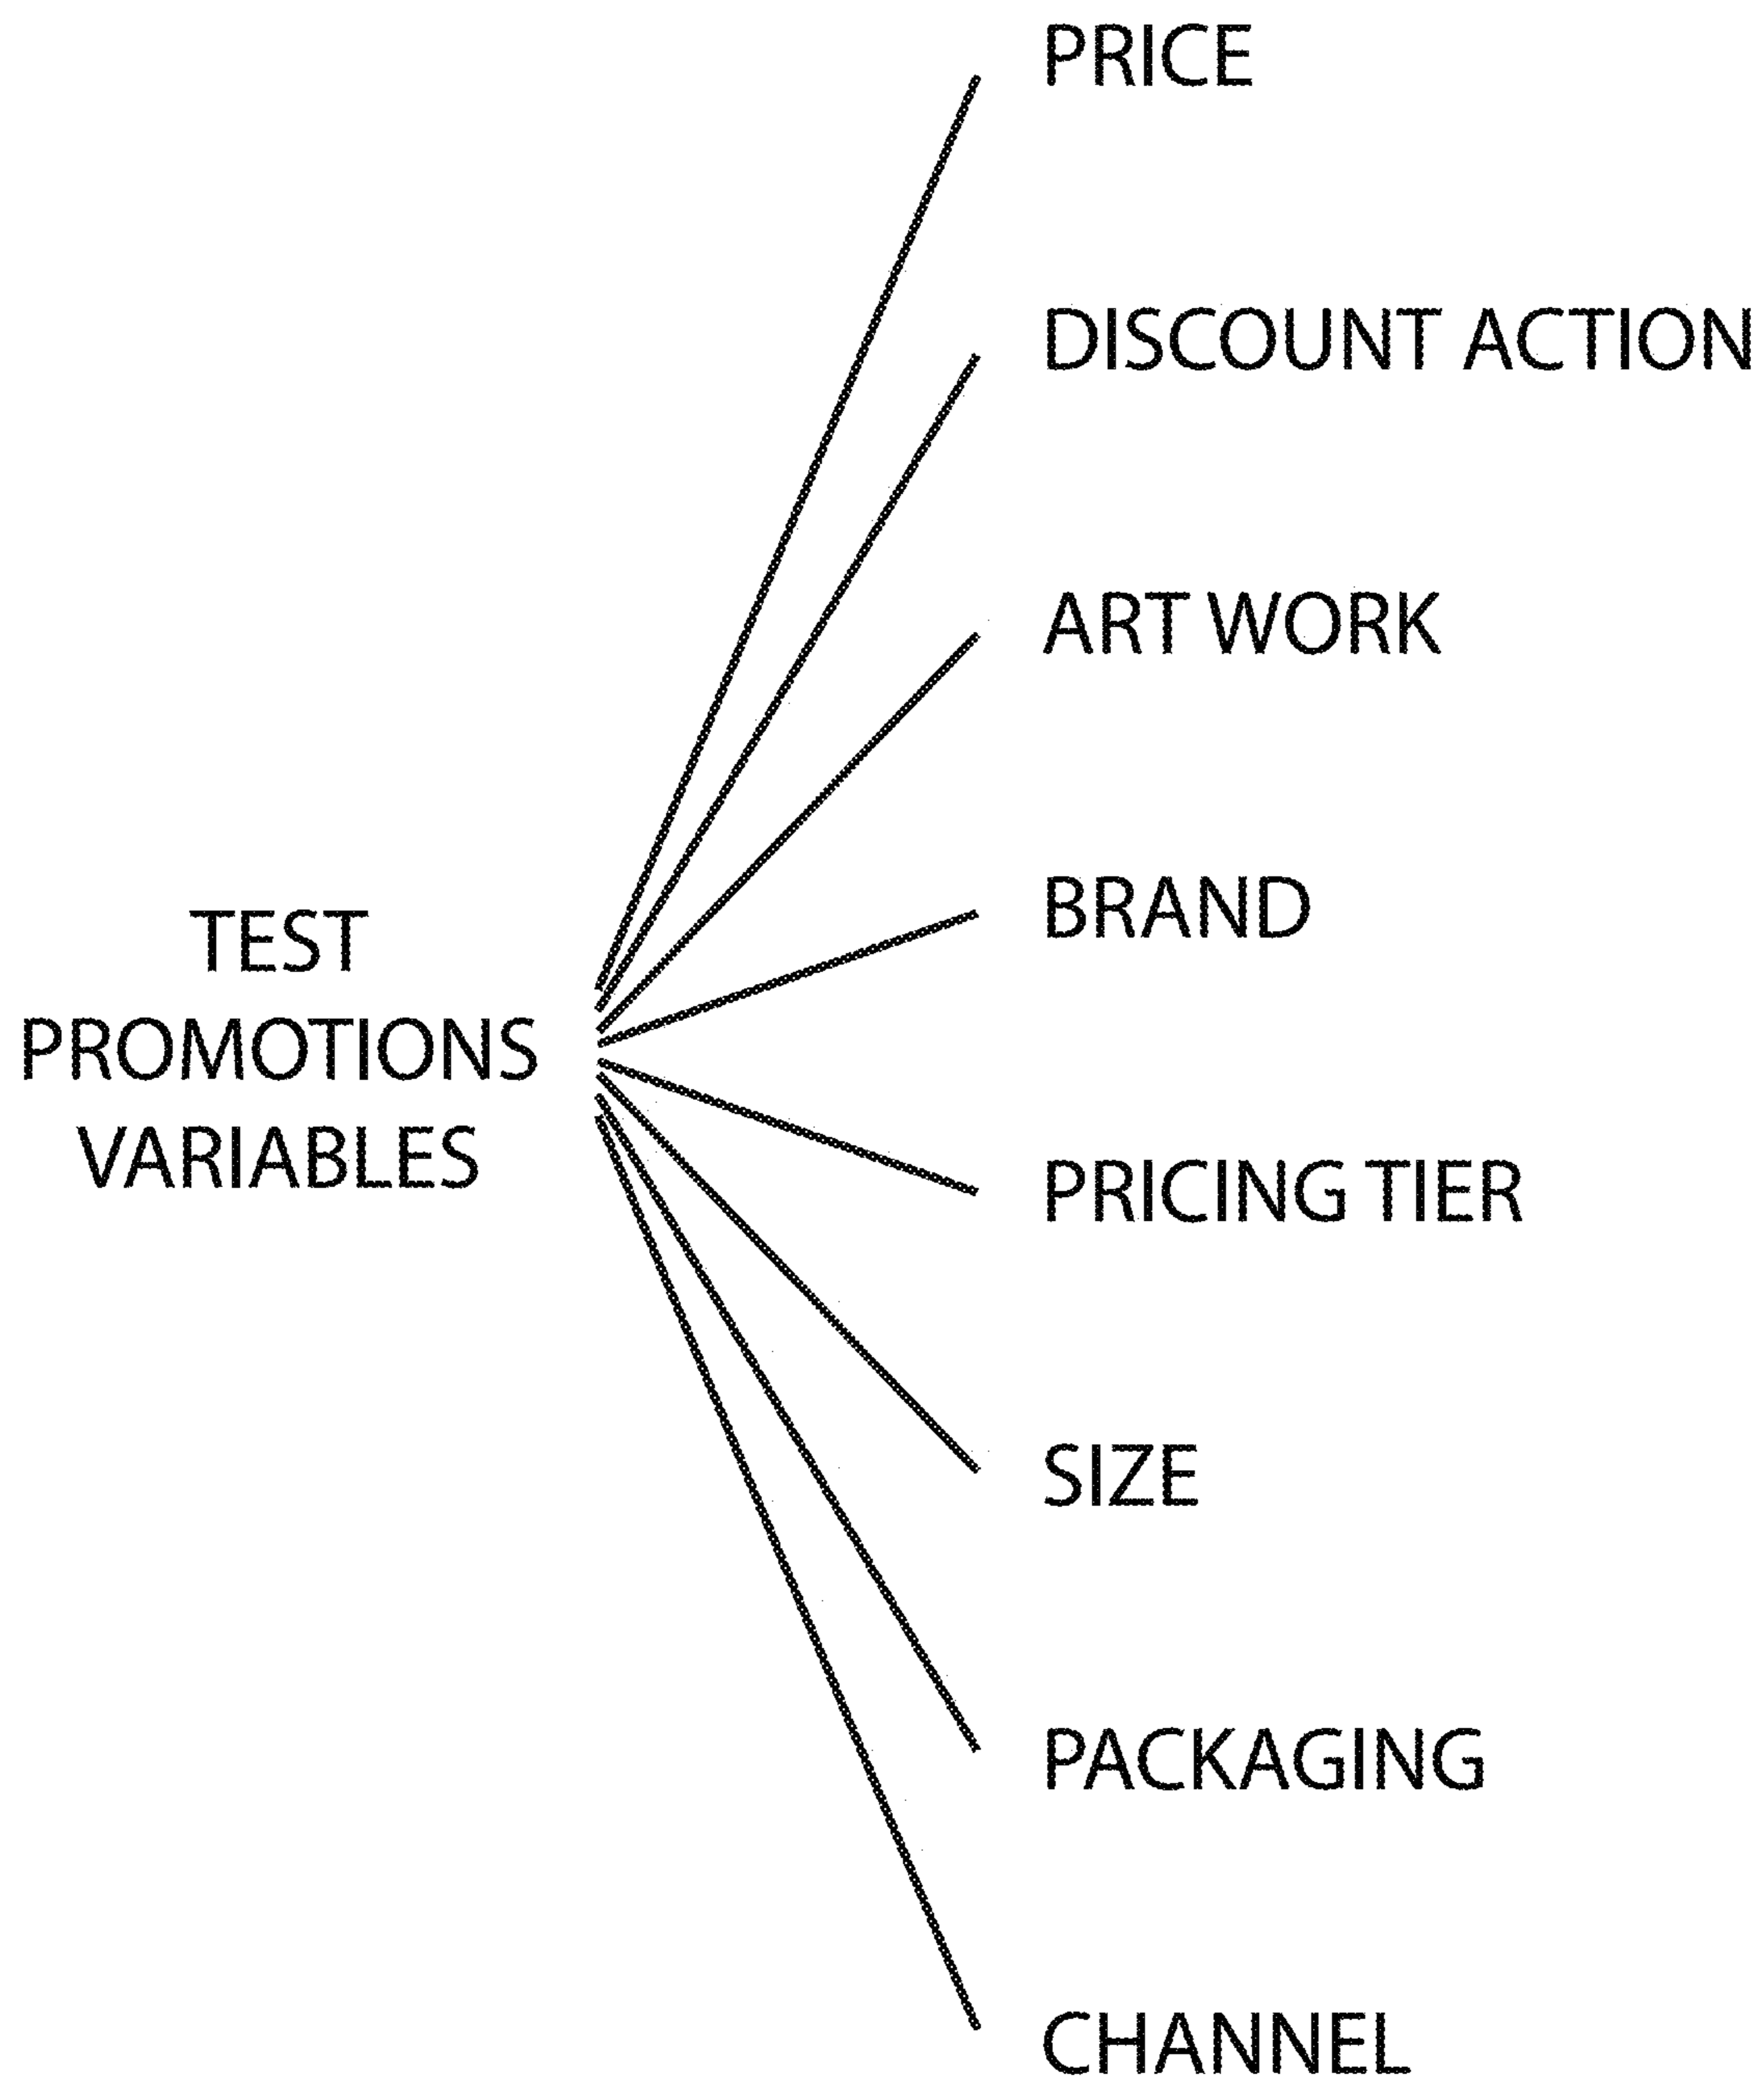 PRICE
DISCOUNT ACTION
ART WORK
BRAND
TEST
PROMOTIONS
VARIABLES
PRICING TIER
SIZE
PACKAGING
CHANNEL